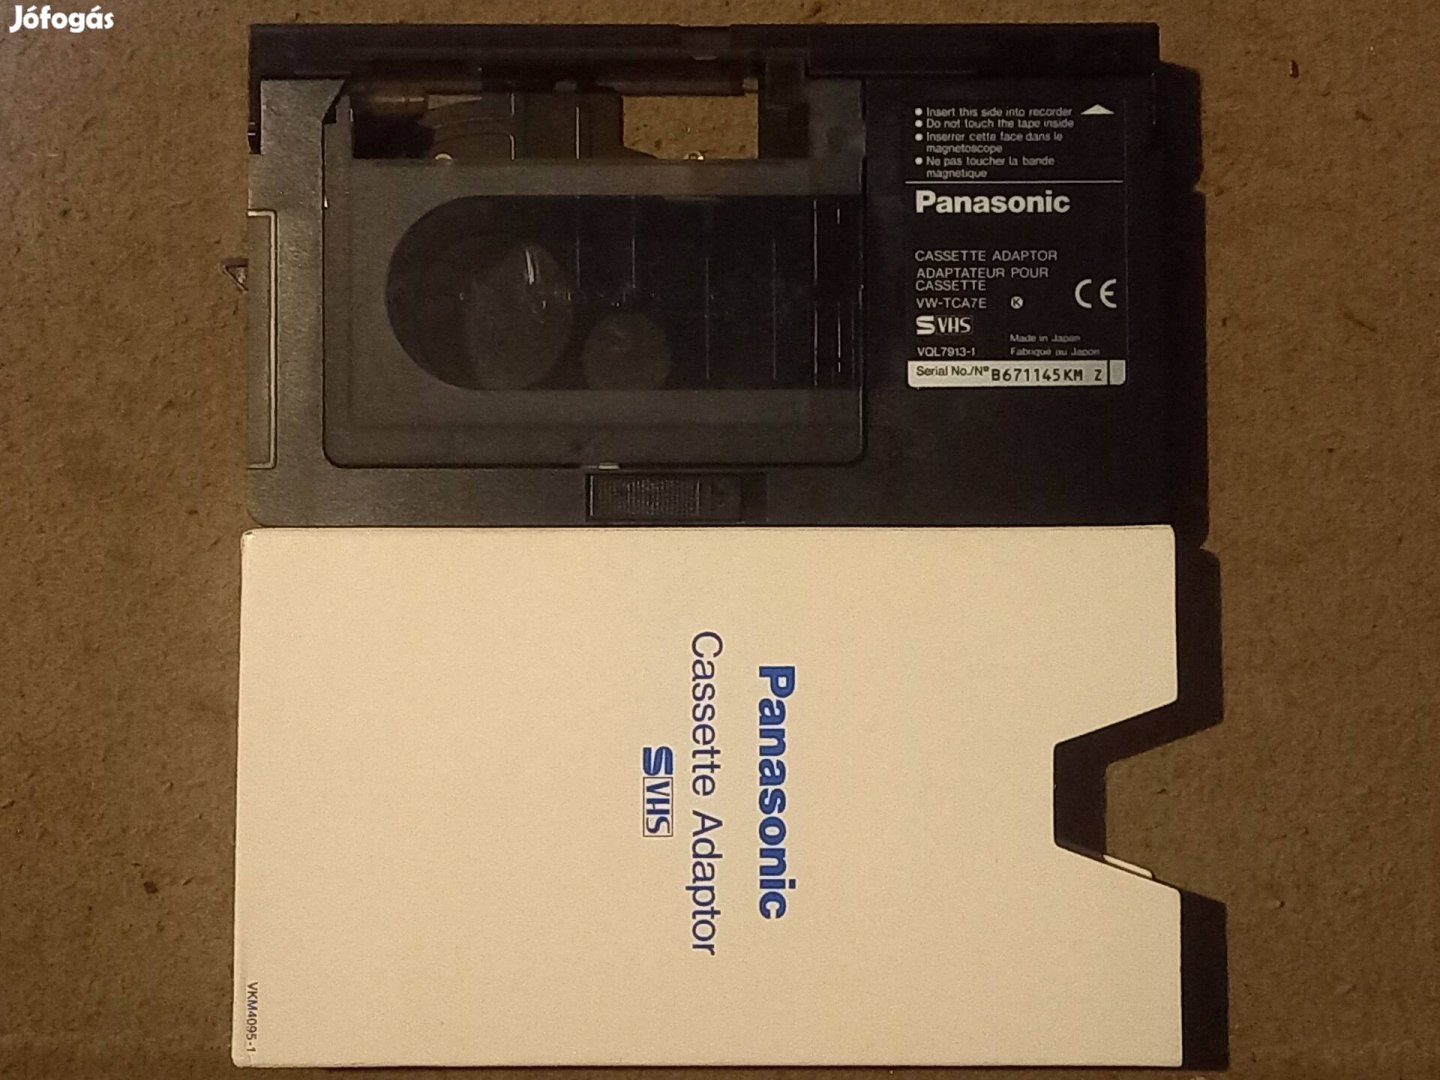 Jófogás
● Insert this side into recorder
● Do not touch the tape inside
● Inserrer cette face dans le
magnetoscope
● Ne pas toucher la bande
magnetique
Panasonic
CASSETTE ADAPTOR
ADAPTATEUR POUR
CASSETTE
VW-TCA7E K
CE
S VHS
Made in Japan
VQL7913-1 Fabriqué au Japon
Serial No./Nº B671145KM Z
Panasonic
Cassette Adaptor
S VHS
VKM4095-1